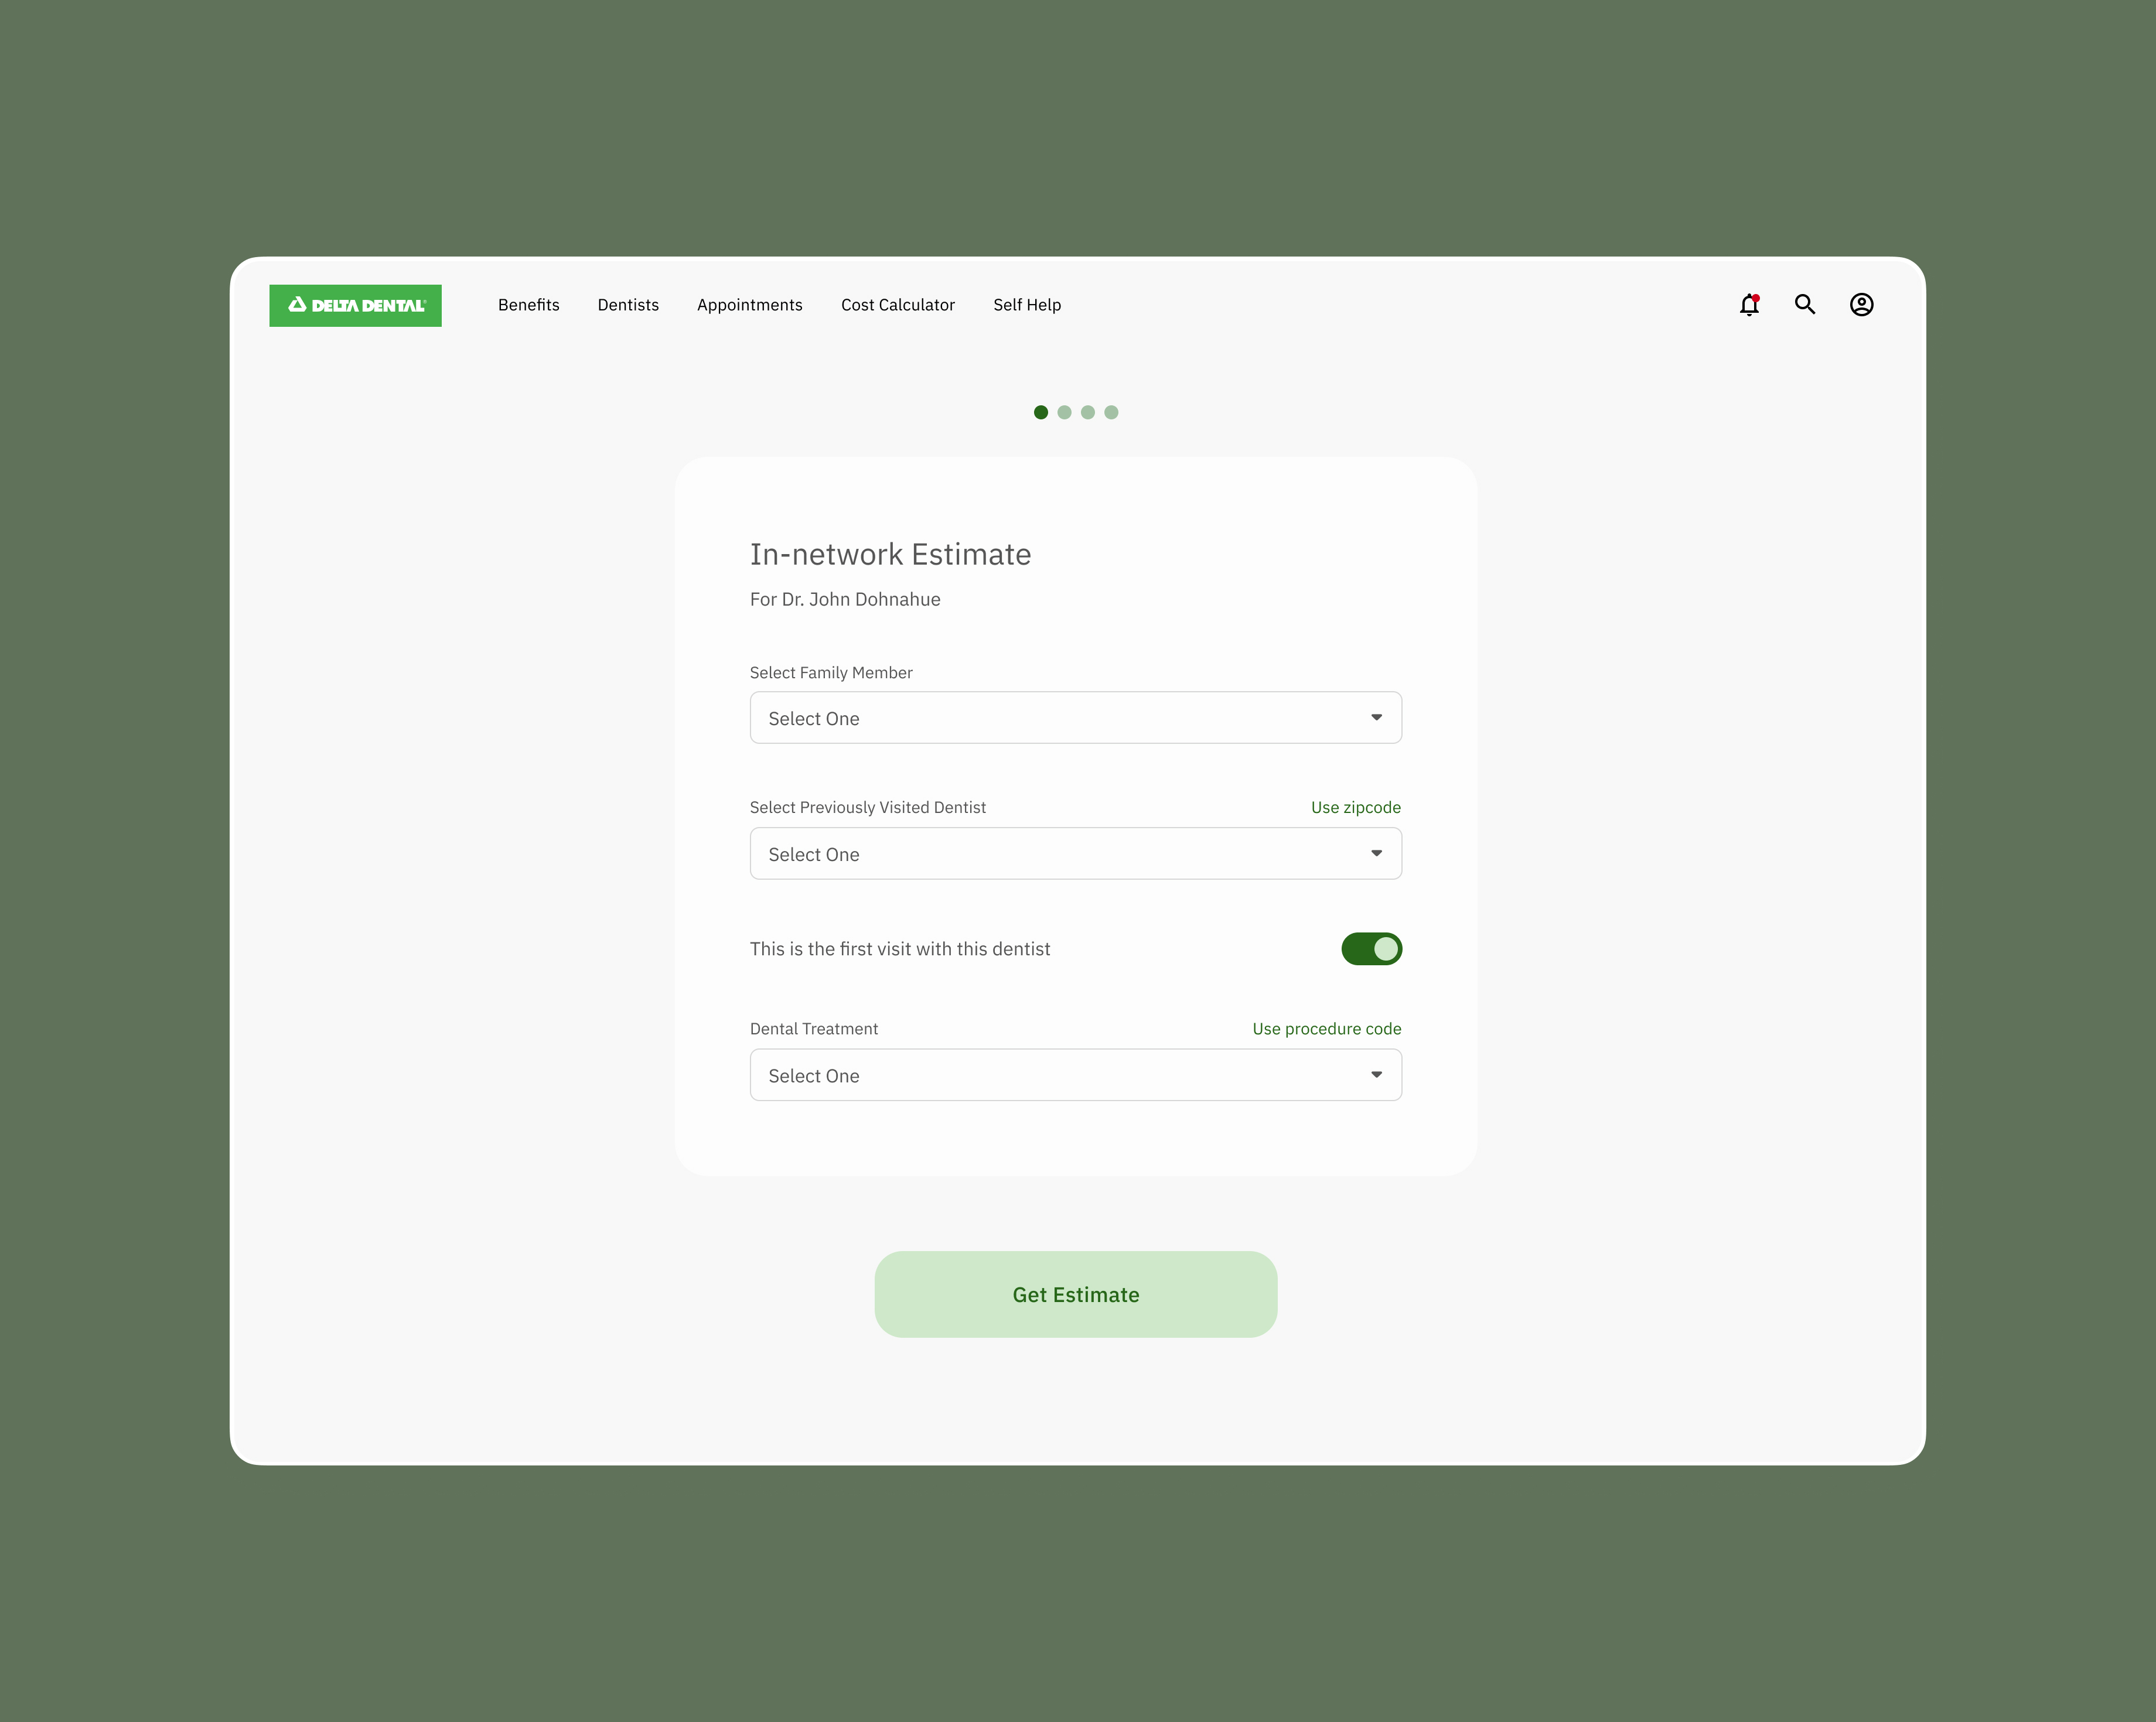 DELTA DENTAL
Benefits Dentists Appointments Cost Calculator Self Help
In-network Estimate
For Dr. John Dohnahue
Select Family Member
Select One
Select Previously Visited Dentist Use zipcode
Select One
This is the first visit with this dentist
Dental Treatment Use procedure code
Select One
Get Estimate